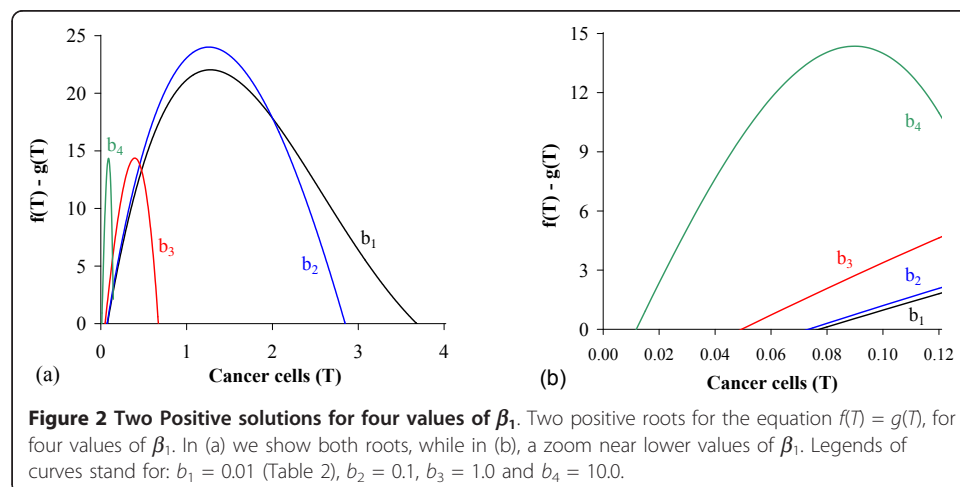 25
20
15
10
5
0
f(T) - g(T)
b₄
b₃
b₂
b₁
0
1
2
3
4
(a)
Cancer cells (T)
15
12
9
6
3
0
f(T) - g(T)
b₄
b₃
b₂
b₁
0.00
0.02
0.04
0.06
0.08
0.10
0.12
(b)
Cancer cells (T)
Figure 2 Two Positive solutions for four values of β₁. Two positive roots for the equation f(T) = g(T), for
four values of β₁. In (a) we show both roots, while in (b), a zoom near lower values of β₁. Legends of
curves stand for: b₁ = 0.01 (Table 2), b₂ = 0.1, b₃ = 1.0 and b₄ = 10.0.